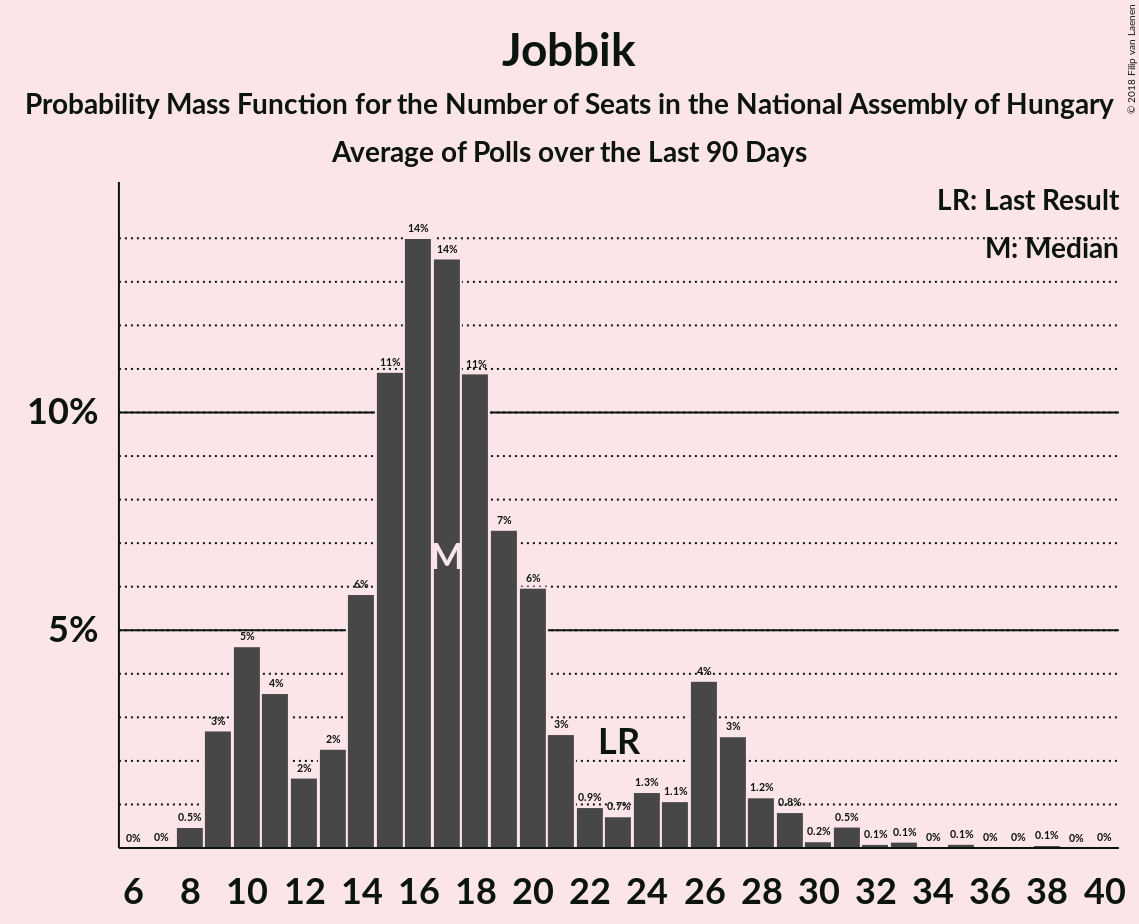 © 2018 Filip van Laenen
Jobbik
Probability Mass Function for the Number of Seats in the National Assembly of Hungary
Average of Polls over the Last 90 Days
LR: Last Result
M: Median
10%
5%
0% 0% 0.5% 3% 5% 4% 2% 2% 6% 11% 14% 14% 11% 7% 6% 3% 0.9% 0.7% 1.3% 1.1% 4% 3% 1.2% 0.8% 0.2% 0.5% 0.1% 0.1% 0% 0.1% 0% 0% 0.1% 0% 0%
M
LR
6 8 10 12 14 16 18 20 22 24 26 28 30 32 34 36 38 40